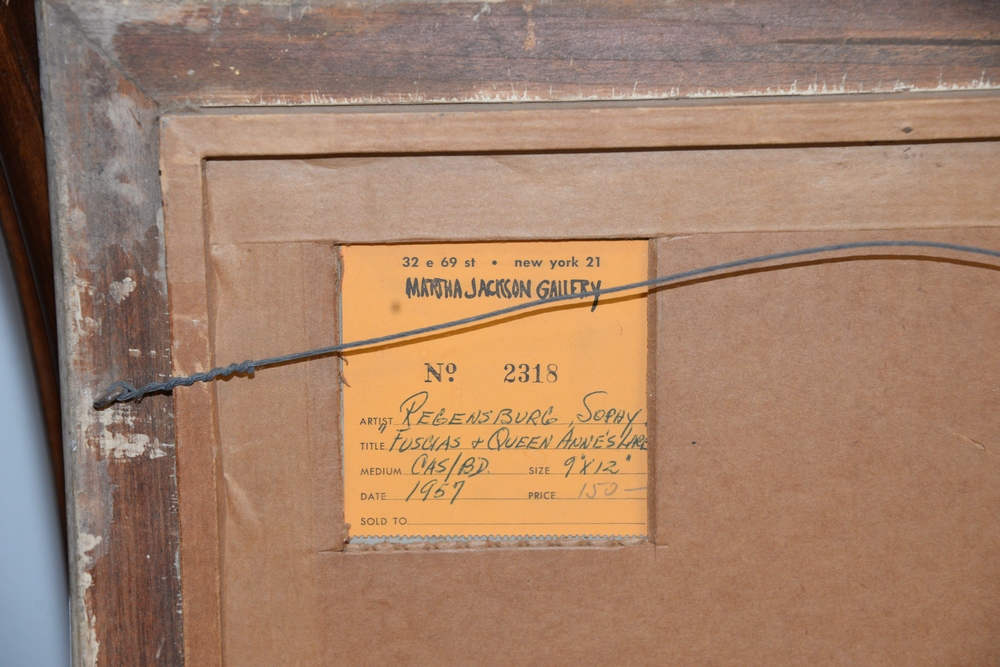 32 e 69 st • new york 21
MARTHA JACKSON GALLERY
Nº 2318
ARTIST REGENSBURG, SOPHY
TITLE "FUSCIAS + QUEEN ANNE'S
MEDIUM CAS/BD. SIZE 9"X12"
DATE 1957 PRICE 150—
SOLD TO